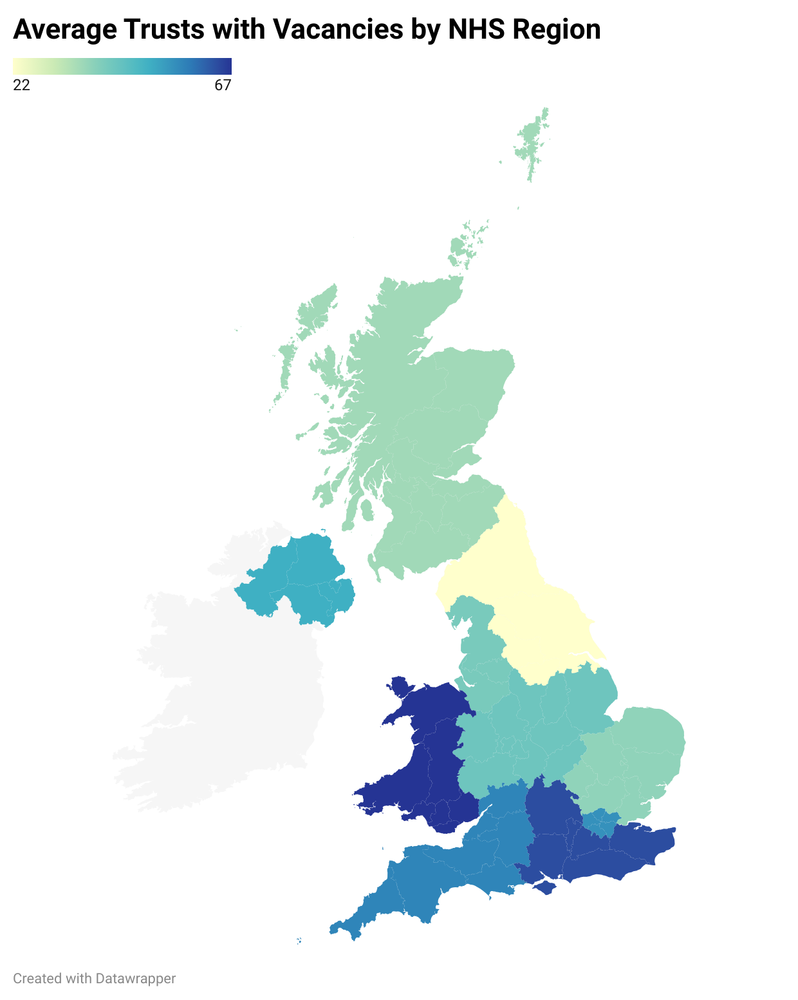 Average Trusts with Vacancies by NHS Region
22 67
Created with Datawrapper